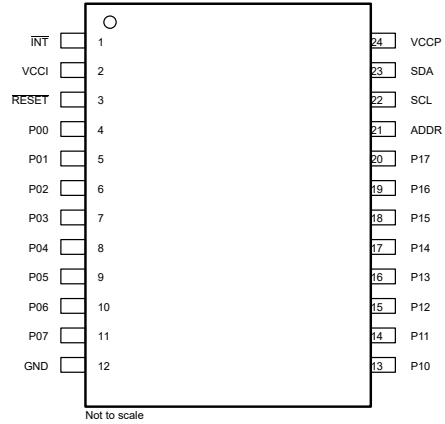 INT 1 24 VCCP
VCCI 2 23 SDA
RESET 3 22 SCL
P00 4 21 ADDR
P01 5 20 P17
P02 6 19 P16
P03 7 18 P15
P04 8 17 P14
P05 9 16 P13
P06 10 15 P12
P07 11 14 P11
GND 12 13 P10
Not to scale